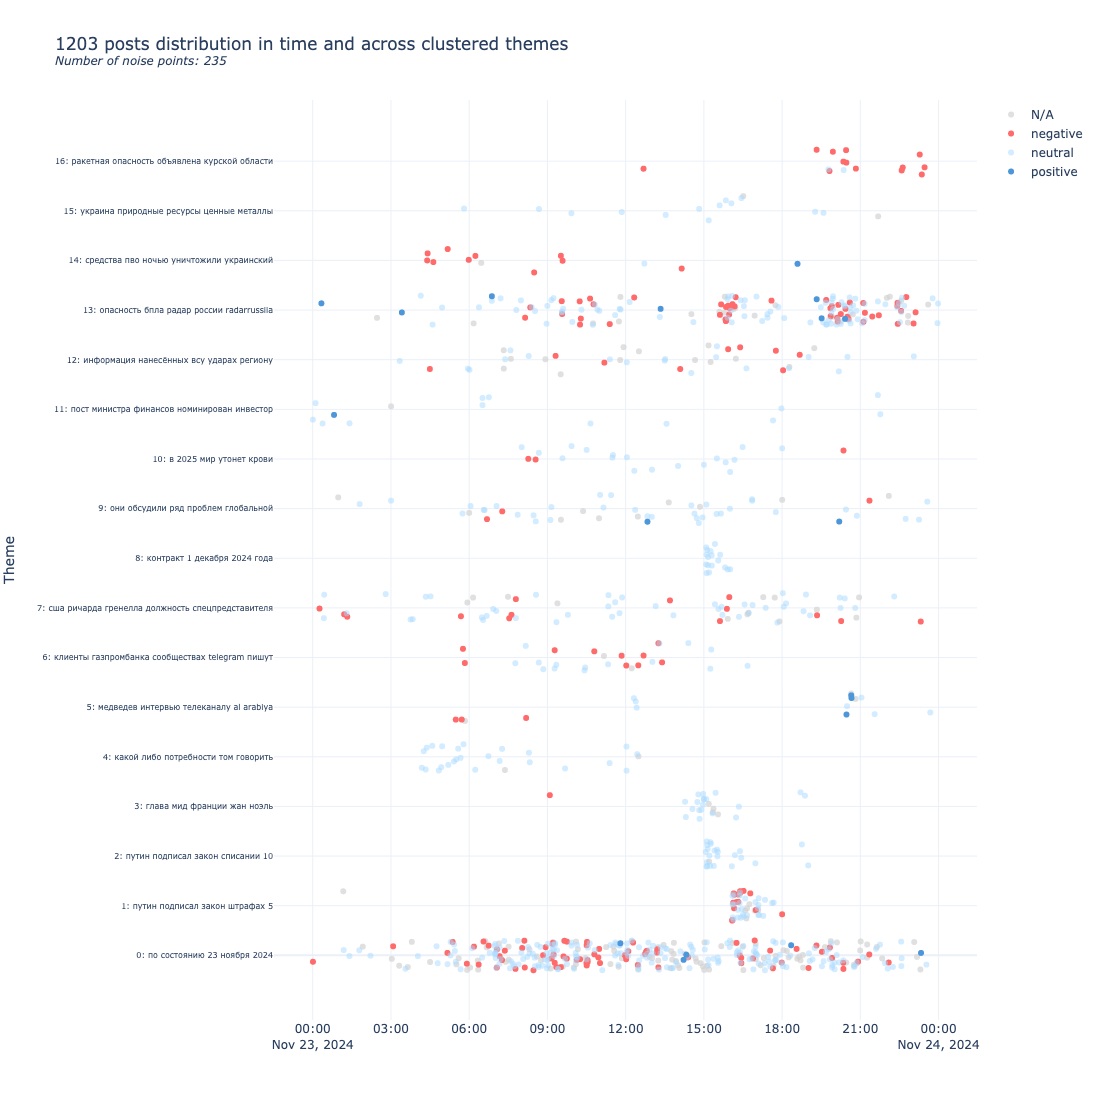 1203 posts distribution in time and across clustered themes
Number of noise points: 235
N/A
negative
neutral
positive
Theme
16: ракетная опасность объявлена курской области
15: украина природные ресурсы ценные металлы
14: средства пво ночью уничтожили украинский
13: опасность бпла радар россии radarrussiia
12: информация нанесённых всу ударах региону
11: пост министра финансов номинирован инвестор
10: в 2025 мир утонет крови
9: они обсудили ряд проблем глобальной
8: контракт 1 декабря 2024 года
7: сша ричарда гренелла должность спецпредставителя
6: клиенты газпромбанка сообществах telegram пишут
5: медведев интервью телеканалу al arabiya
4: какой либо потребности том говорить
3: глава мид франции жан ноэль
2: путин подписал закон списании 10
1: путин подписал закон штрафах 5
0: по состоянию 23 ноября 2024
00:00 03:00 06:00 09:00 12:00 15:00 18:00 21:00 00:00
Nov 23, 2024 Nov 24, 2024